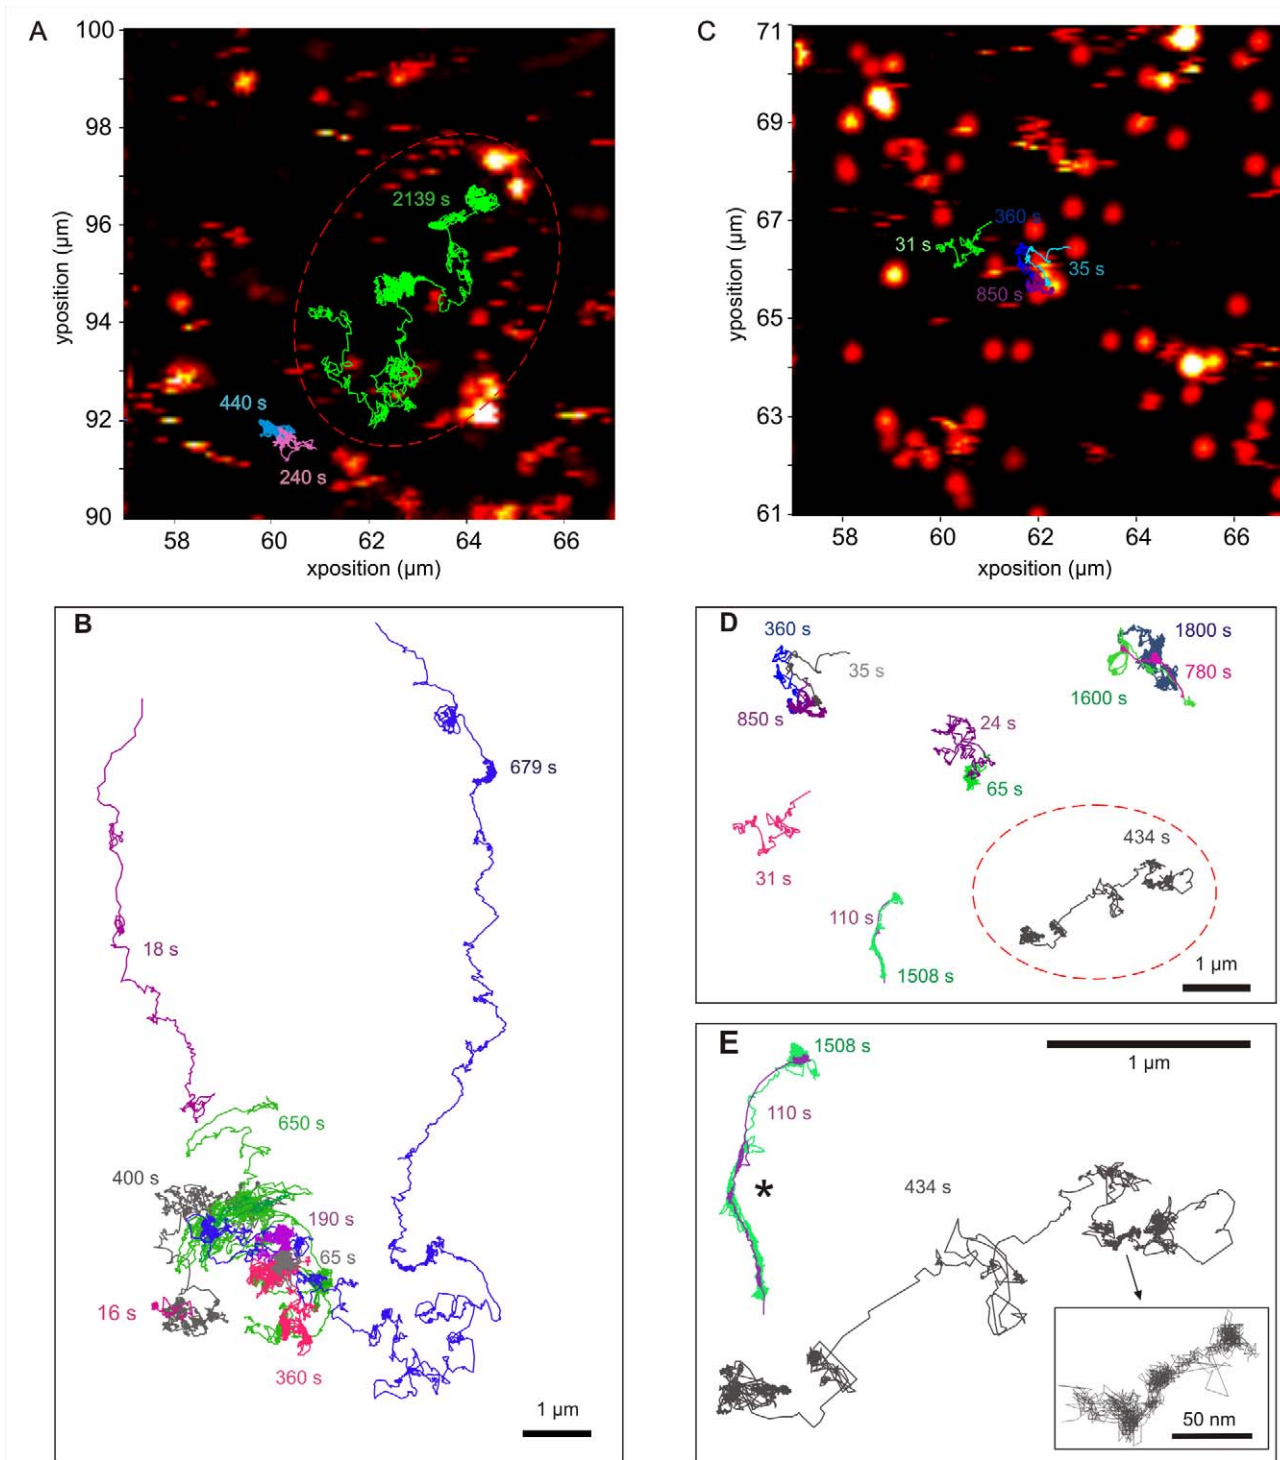 A
100
98
96
94
92
90
yposition (µm)
2139 s
440 s
240 s
58 60 62 64 66
xposition (µm)
C
71
69
67
65
63
61
yposition (µm)
360 s
31 s
35 s
850 s
58 60 62 64 66
xposition (µm)
B
679 s
18 s
650 s
400 s
190 s
65 s
16 s
360 s
1 µm
D
360 s
35 s
850 s
1800 s
780 s
1600 s
24 s
65 s
31 s
434 s
110 s
1508 s
1 µm
E
1508 s
1 µm
110 s
*
434 s
50 nm